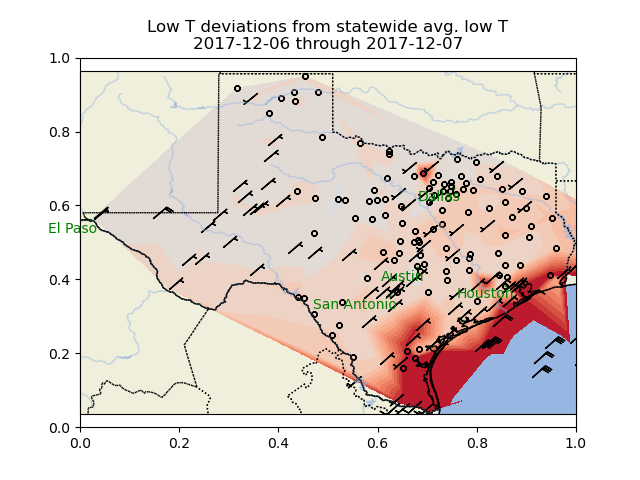 Low T deviations from statewide avg. low T
2017-12-06 through 2017-12-07
1.0
0.8
0.6
0.4
0.2
0.0
Dallas
El Paso
Austin
Houston
San Antonio
0.0 0.2 0.4 0.6 0.8 1.0